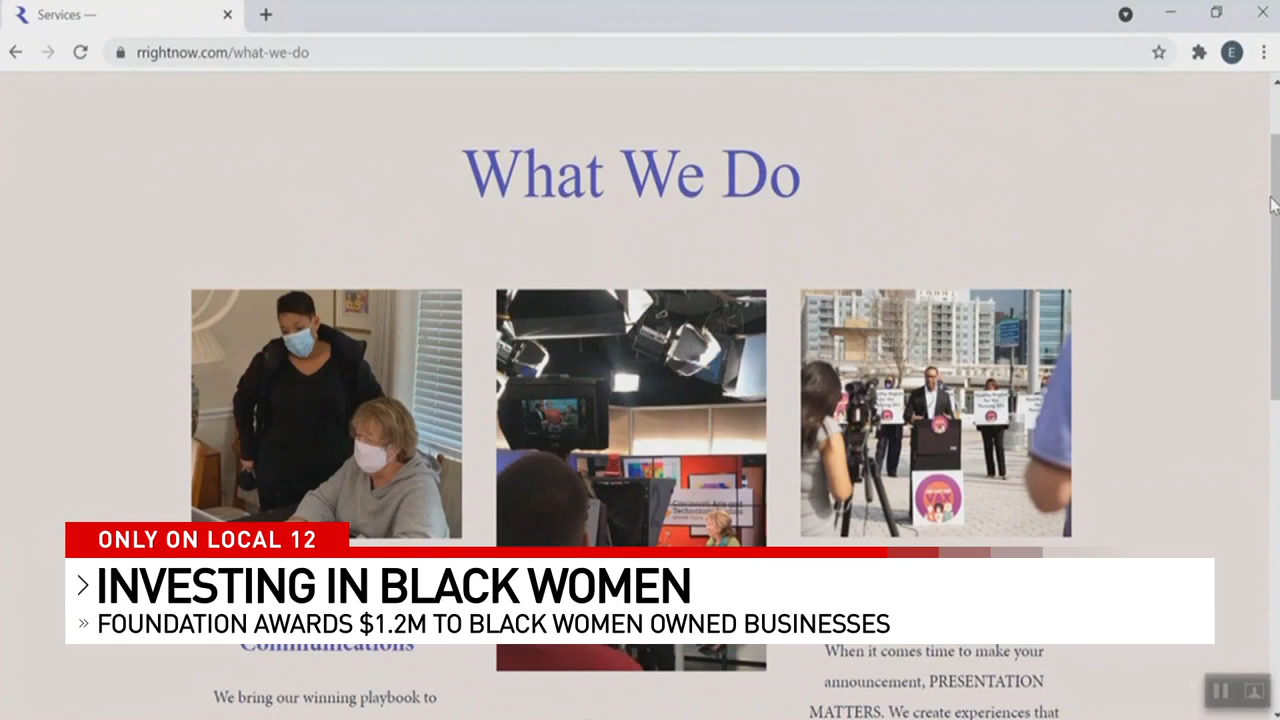 Services —
rrightnow.com/what-we-do
E
What We Do
VAX
ONLY ON LOCAL 12
INVESTING IN BLACK WOMEN
FOUNDATION AWARDS $1.2M TO BLACK WOMEN OWNED BUSINESSES
Communications
We bring our winning playbook to
When it comes time to make your
announcement, PRESENTATION
MATTERS. We create experiences that